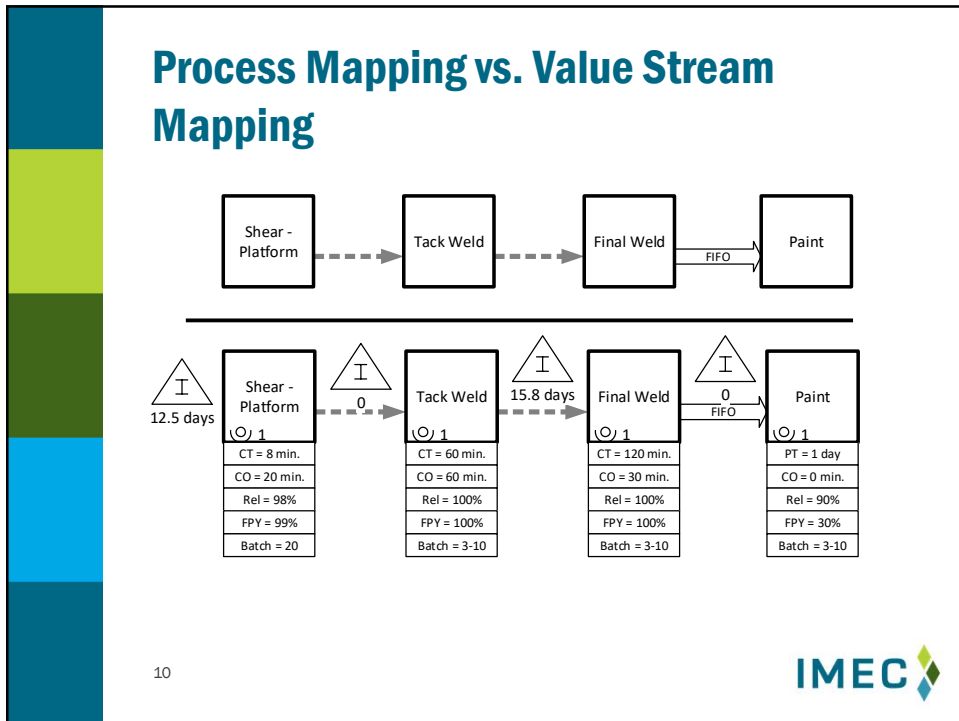 Process Mapping vs. Value Stream
Mapping
Shear -
Platform
Tack Weld
Final Weld
FIFO
Paint
I
12.5 days
Shear -
Platform
1
I
0
Tack Weld
1
I
15.8 days
Final Weld
1
I
0
FIFO
Paint
1
CT = 8 min.
CO = 20 min.
Rel = 98%
FPY = 99%
Batch = 20
CT = 60 min.
CO = 60 min.
Rel = 100%
FPY = 100%
Batch = 3-10
CT = 120 min.
CO = 30 min.
Rel = 100%
FPY = 100%
Batch = 3-10
PT = 1 day
CO = 0 min.
Rel = 90%
FPY = 30%
Batch = 3-10
10
IMEC